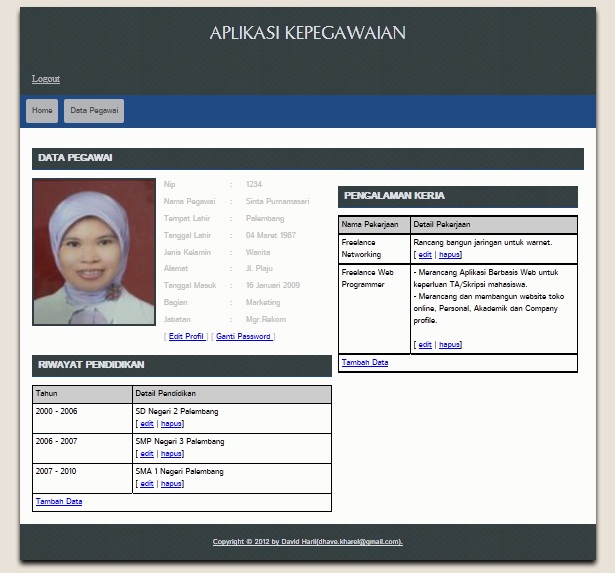 APLIKASI KEPEGAWAIAN
Logout
Home Data Pegawai
DATA PEGAWAI
Nip : 1234
Nama Pegawai : Sinta Purnamasari
Tempat Lahir : Palembang
Tanggal Lahir : 04 Maret 1987
Jenis Kelamin : Wanita
Alamat : Jl. Plaju
Tanggal Masuk : 16 Januari 2009
Bagian : Marketing
Jabatan : Mgr.Rekom
[ Edit Profil ] [ Ganti Password ]
RIWAYAT PENDIDIKAN
Tahun Detail Pendidikan
2000 - 2006 SD Negeri 2 Palembang
[ edit | hapus]
2006 - 2007 SMP Negeri 3 Palembang
[ edit | hapus]
2007 - 2010 SMA 1 Negeri Palembang
[ edit | hapus]
Tambah Data
PENGALAMAN KERJA
Nama Pekerjaan Detail Pekerjaan
Freelance Rancang bangun jaringan untuk warnet.
Networking [ edit | hapus]
Freelance Web - Merancang Aplikasi Berbasis Web untuk
Programmer keperluan TA/Skripsi mahasiswa.
- Merancang dan membangun website toko
online, Personal, Akademik dan Company
profile.
[ edit | hapus]
Tambah Data
Copyright © 2012 by David Haril(dhave.kharel@gmail.com).